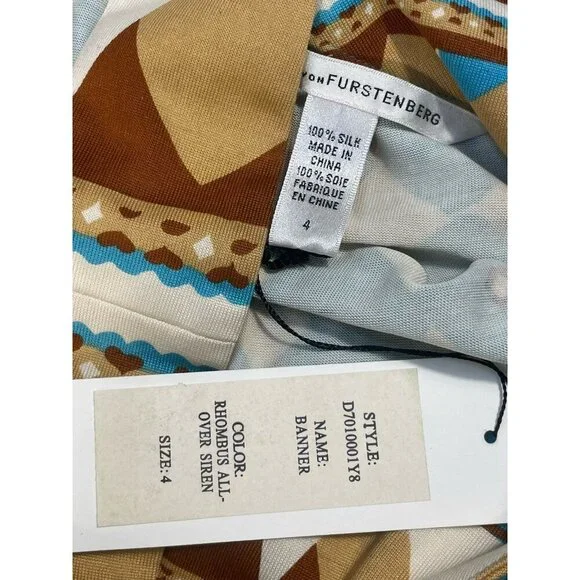 VON FURSTENBERG
100% SILK
MADE IN
CHINA
100% SOIE
FABRIQUE
EN CHINE
4
STYLE:
D7010001Y8
NAME:
BANNER
COLOR:
RHOMBUS ALL-
OVER SIREN
SIZE: 4